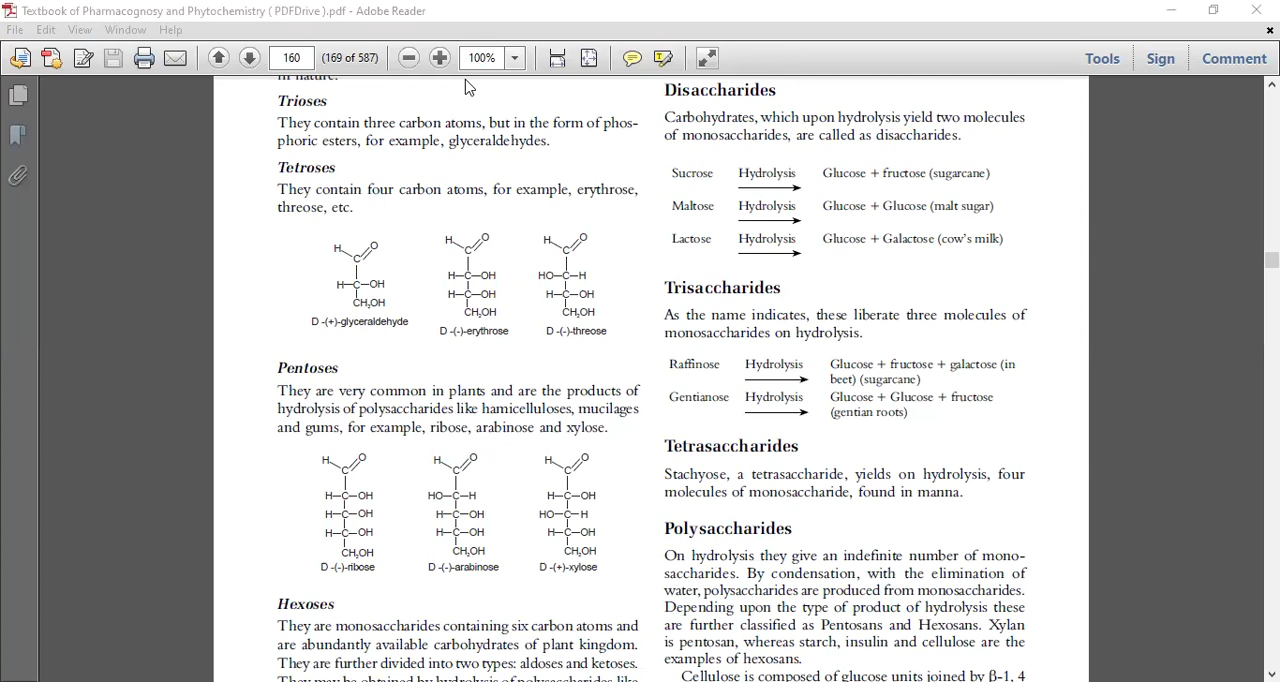 Textbook of Pharmacognosy and Phytochemistry ( PDFDrive ).pdf - Adobe Reader
File Edit View Window Help
160 (169 of 587) 100% Tools Sign Comment
in nature.
Trioses
They contain three carbon atoms, but in the form of phos-
phoric esters, for example, glyceraldehydes.
Tetroses
They contain four carbon atoms, for example, erythrose,
threose, etc.
H O
C
H–C–OH
CH2OH
D -(+)-glyceraldehyde
H O
C
H–C–OH
H–C–OH
CH2OH
D -(-)-erythrose
H O
C
HO–C–H
H–C–OH
CH2OH
D -(-)-threose
Pentoses
They are very common in plants and are the products of
hydrolysis of polysaccharides like hamicelluloses, mucilages
and gums, for example, ribose, arabinose and xylose.
H O
C
H–C–OH
H–C–OH
H–C–OH
CH2OH
D -(-)-ribose
H O
C
HO–C–H
H–C–OH
H–C–OH
CH2OH
D -(-)-arabinose
H O
C
H–C–OH
HO–C–H
H–C–OH
CH2OH
D -(+)-xylose
Hexoses
They are monosaccharides containing six carbon atoms and
are abundantly available carbohydrates of plant kingdom.
They are further divided into two types: aldoses and ketoses.
They may be obtained by hydrolysis of polysaccharides like
Disaccharides
Carbohydrates, which upon hydrolysis yield two molecules
of monosaccharides, are called as disaccharides.
Sucrose Hydrolysis Glucose + fructose (sugarcane)
Maltose Hydrolysis Glucose + Glucose (malt sugar)
Lactose Hydrolysis Glucose + Galactose (cow's milk)
Trisaccharides
As the name indicates, these liberate three molecules of
monosaccharides on hydrolysis.
Raffinose Hydrolysis Glucose + fructose + galactose (in
beet) (sugarcane)
Gentianose Hydrolysis Glucose + Glucose + fructose
(gentian roots)
Tetrasaccharides
Stachyose, a tetrasaccharide, yields on hydrolysis, four
molecules of monosaccharide, found in manna.
Polysaccharides
On hydrolysis they give an indefinite number of mono-
saccharides. By condensation, with the elimination of
water, polysaccharides are produced from monosaccharides.
Depending upon the type of product of hydrolysis these
are further classified as Pentosans and Hexosans. Xylan
is pentosan, whereas starch, insulin and cellulose are the
examples of hexosans.
Cellulose is composed of glucose units joined by β-1, 4